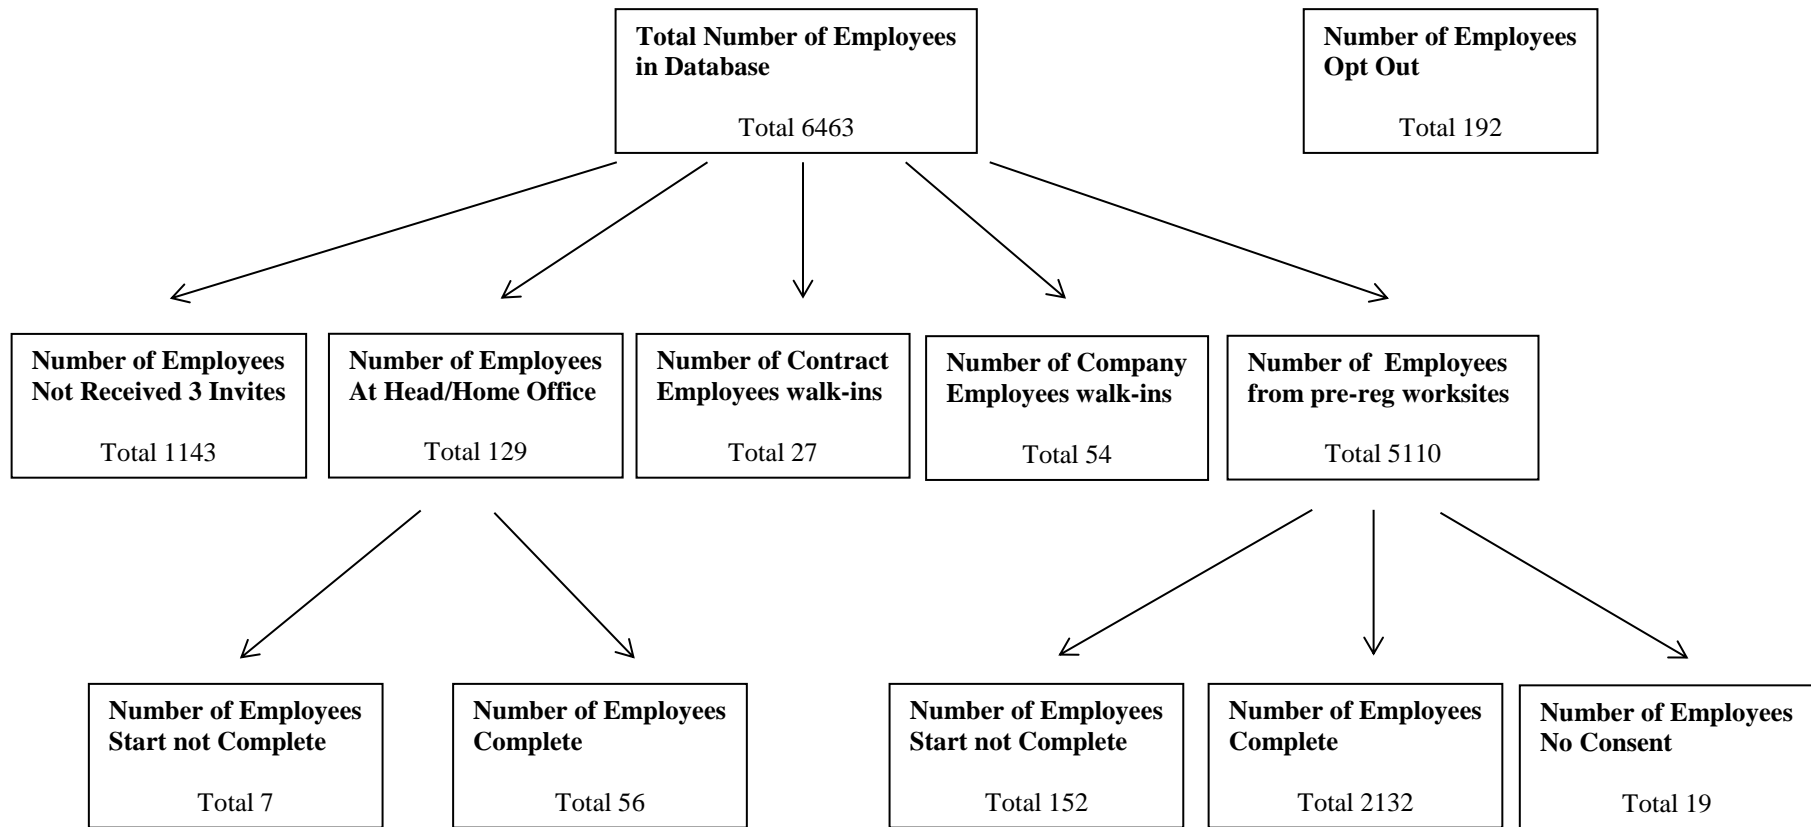 Total Number of Employees
in Database
Total 6463
Number of Employees
Opt Out
Total 192
Number of Employees
Not Received 3 Invites
Total 1143
Number of Employees
At Head/Home Office
Total 129
Number of Contract
Employees walk-ins
Total 27
Number of Company
Employees walk-ins
Total 54
Number of  Employees
from pre-reg worksites
Total 5110
Number of Employees
Start not Complete
Total 7
Number of Employees
Complete
Total 56
Number of Employees
Start not Complete
Total 152
Number of Employees
Complete
Total 2132
Number of Employees
No Consent
Total 19